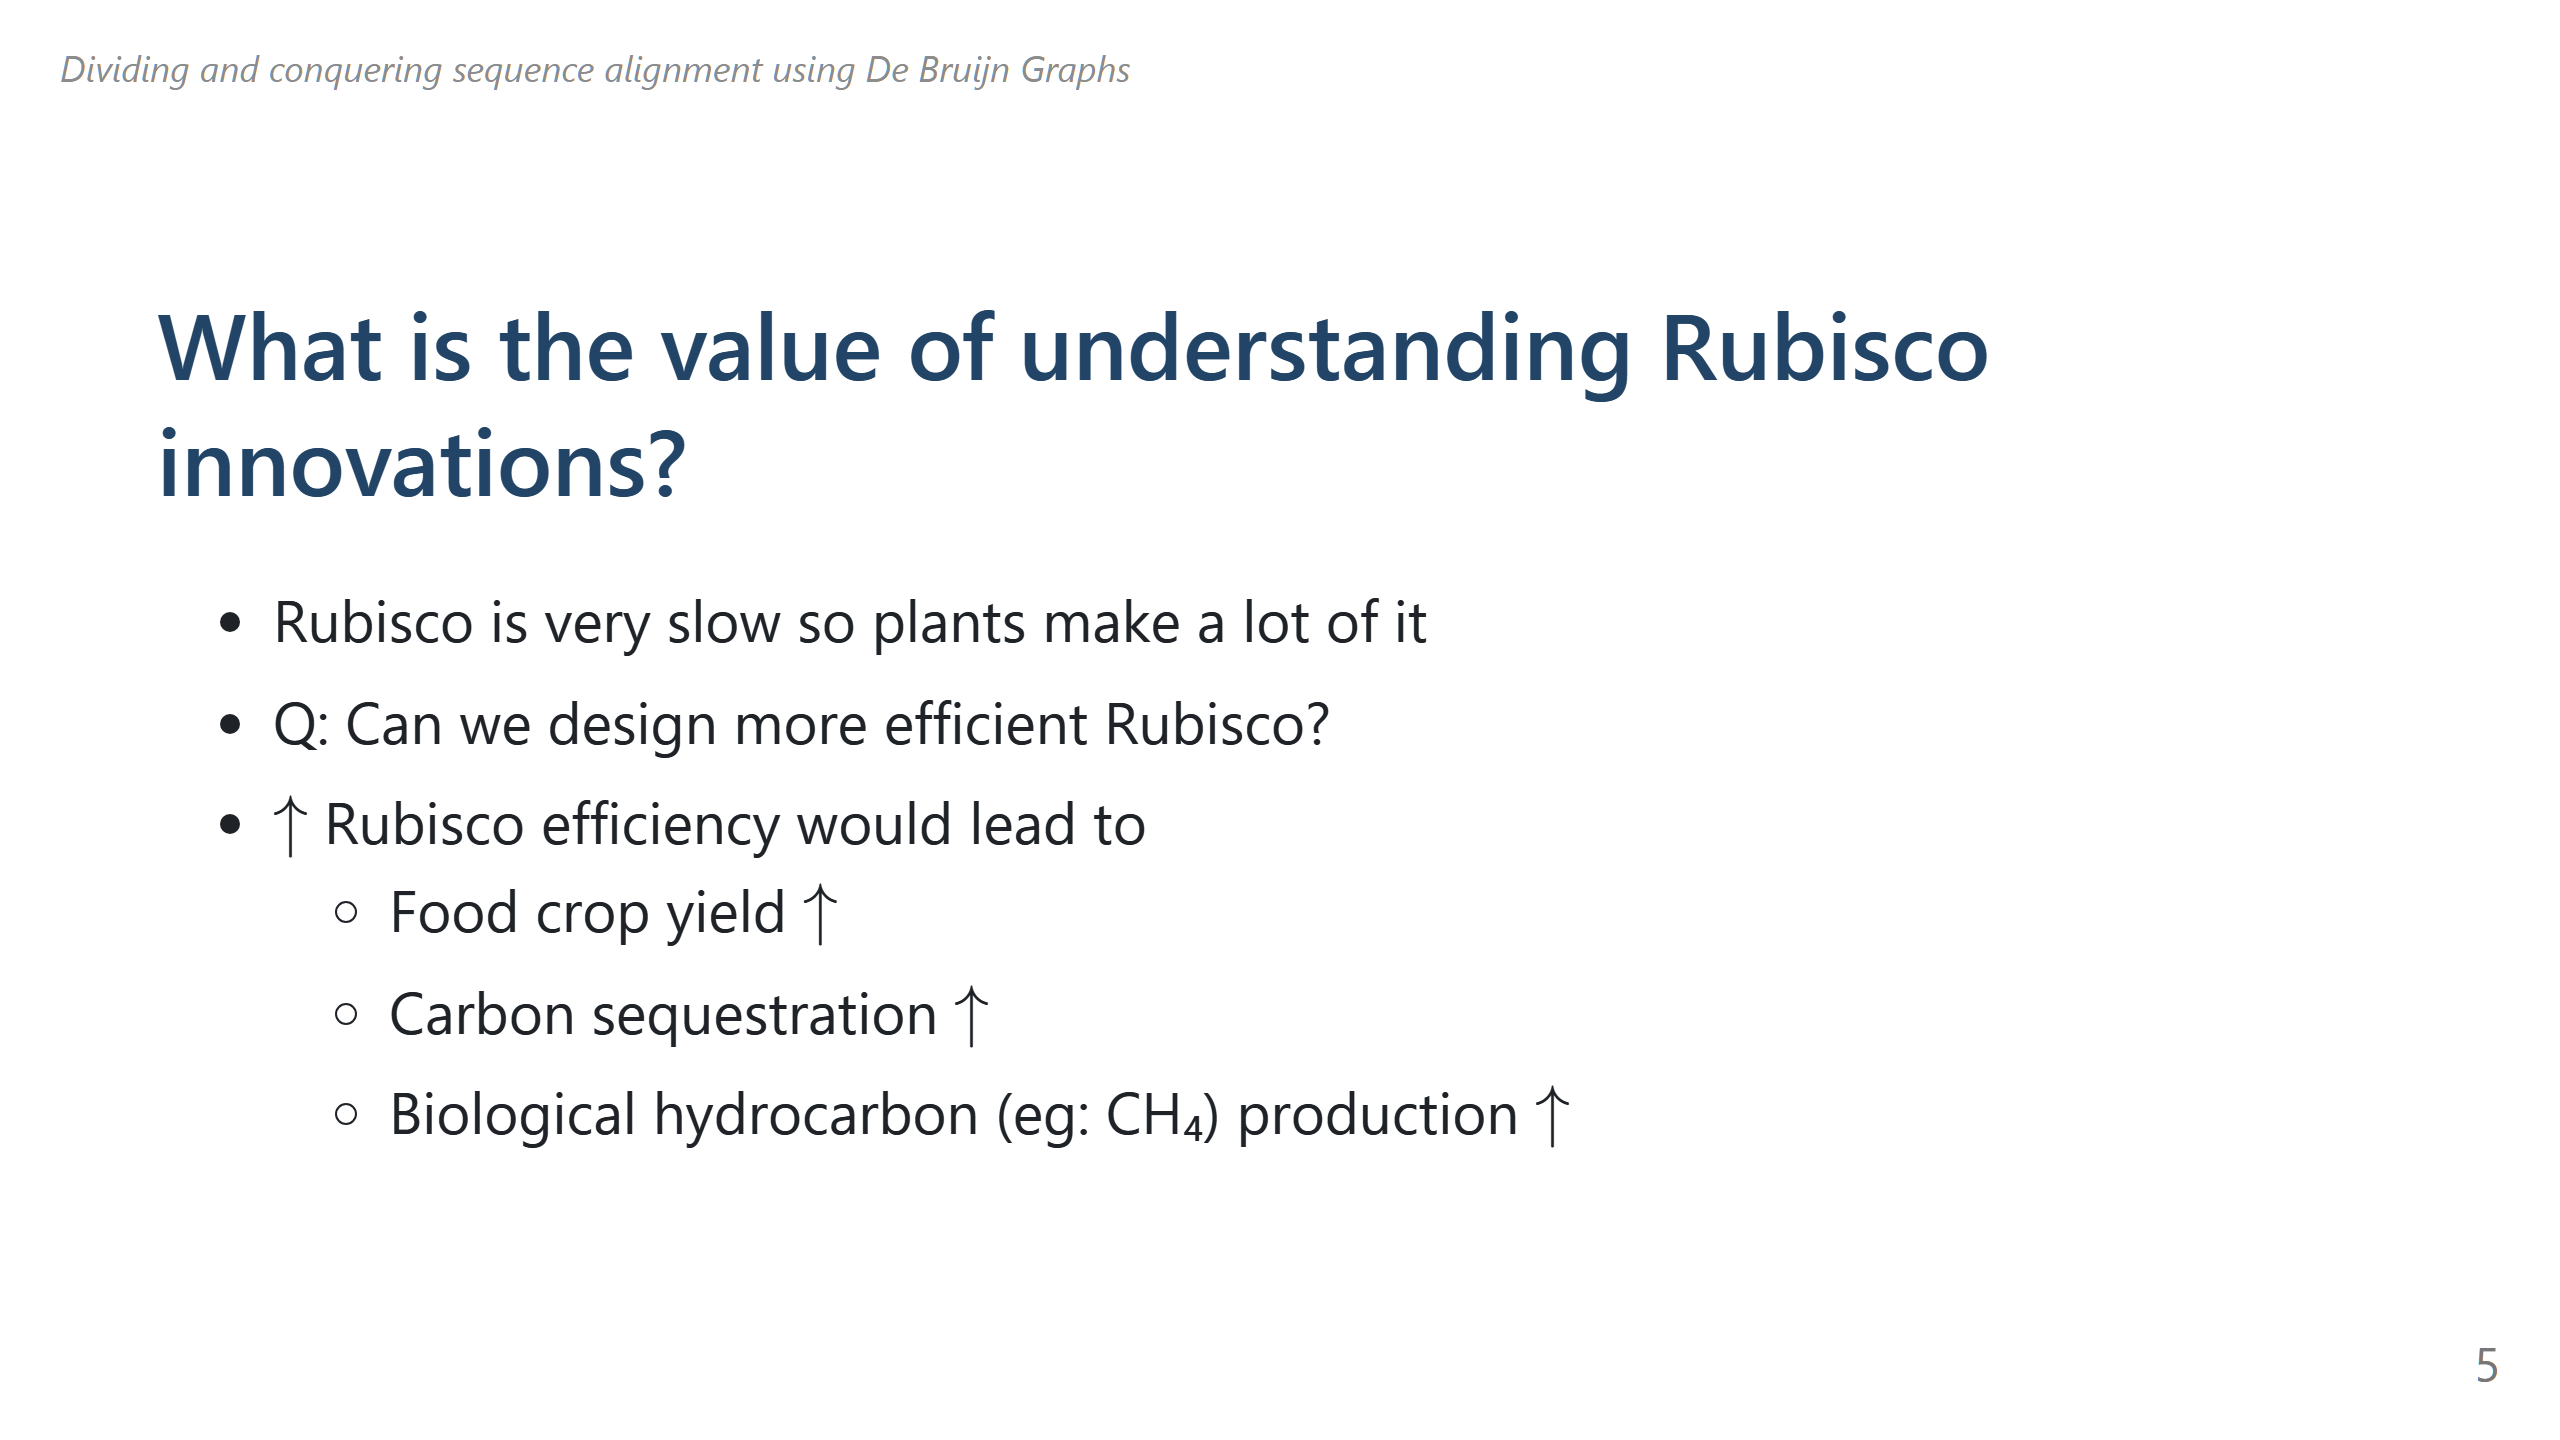 Dividing and conquering sequence alignment using De Bruijn Graphs
What is the value of understanding Rubisco
innovations?
• Rubisco is very slow so plants make a lot of it
• Q: Can we design more efficient Rubisco?
• ↑ Rubisco efficiency would lead to
○ Food crop yield ↑
○ Carbon sequestration ↑
○ Biological hydrocarbon (eg: CH₄) production ↑
5